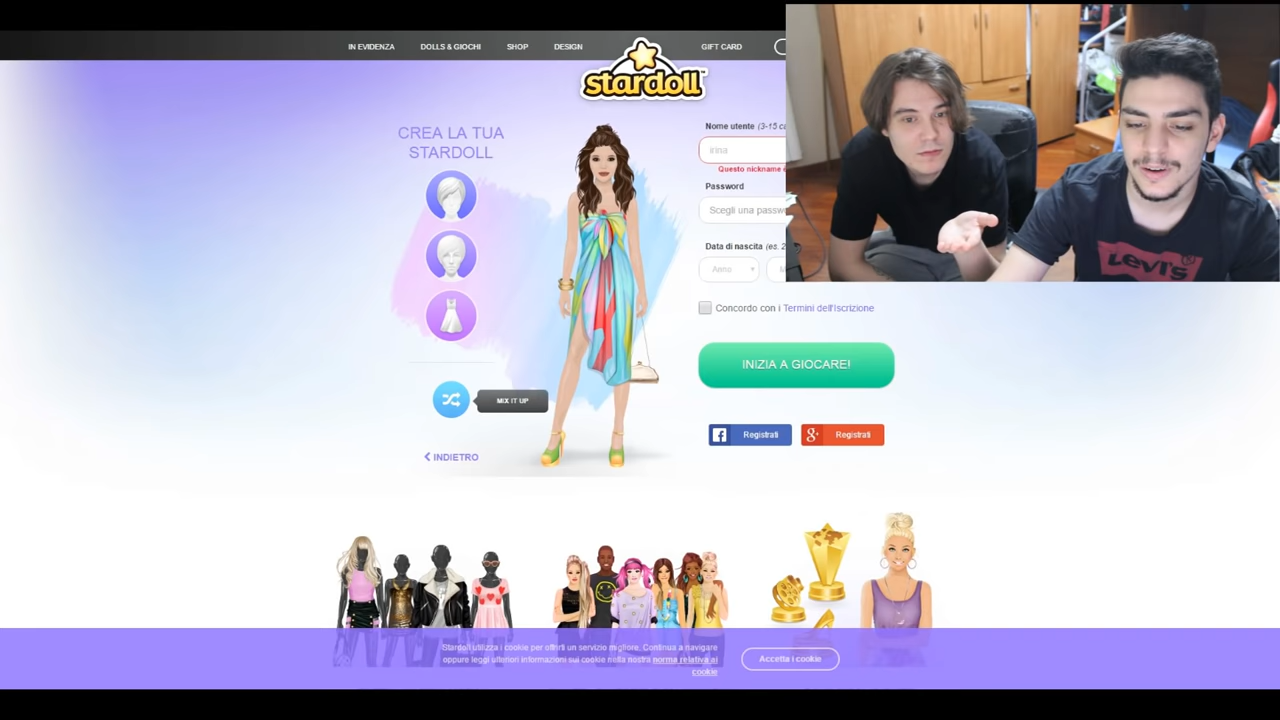 IN EVIDENZA DOLLS & GIOCHI SHOP DESIGN GIFT CARD
stardoll™
CREA LA TUA
STARDOLL
Nome utente (3-15
irina
Questo nickname
Password
Scegli una
Data di nascita (es. 2
Anno
Concordo con i Termini dell'Iscrizione
INIZIA A GIOCARE!
MIX IT UP
Registrati Registrati
INDIETRO
LEVI'S
Stardoll utilizza i cookie per offrirti un servizio migliore. Continua a navigare
oppure leggi ulteriori informazioni sui cookie nella nostra norma relativa ai
cookie
Accetta i cookie